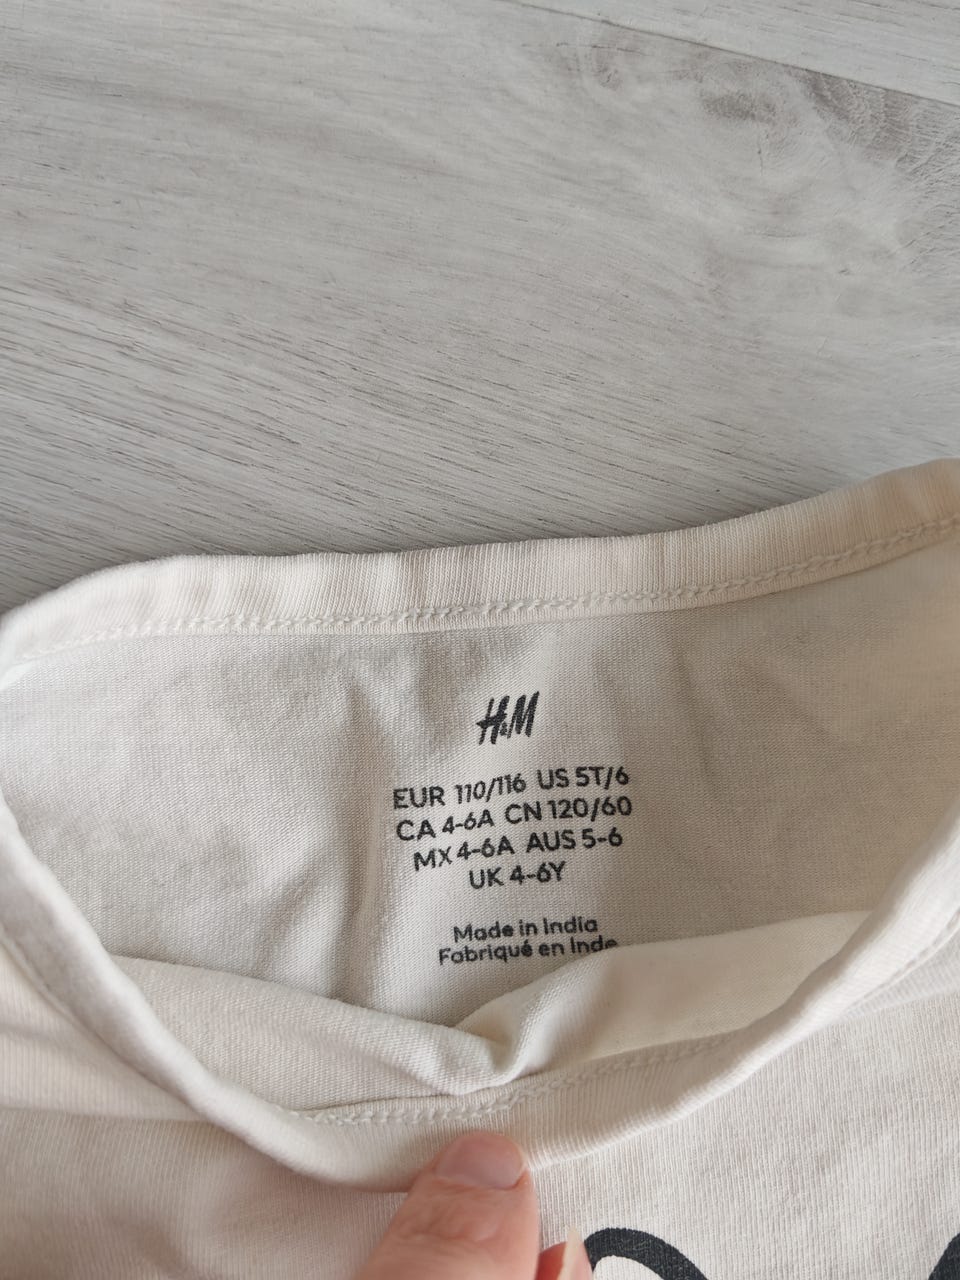 H&M
EUR 110/116 US 5T/6
CA 4-6A CN 120/60
MX 4-6A AUS 5-6
UK 4-6Y
Made in India
Fabriqué en Inde